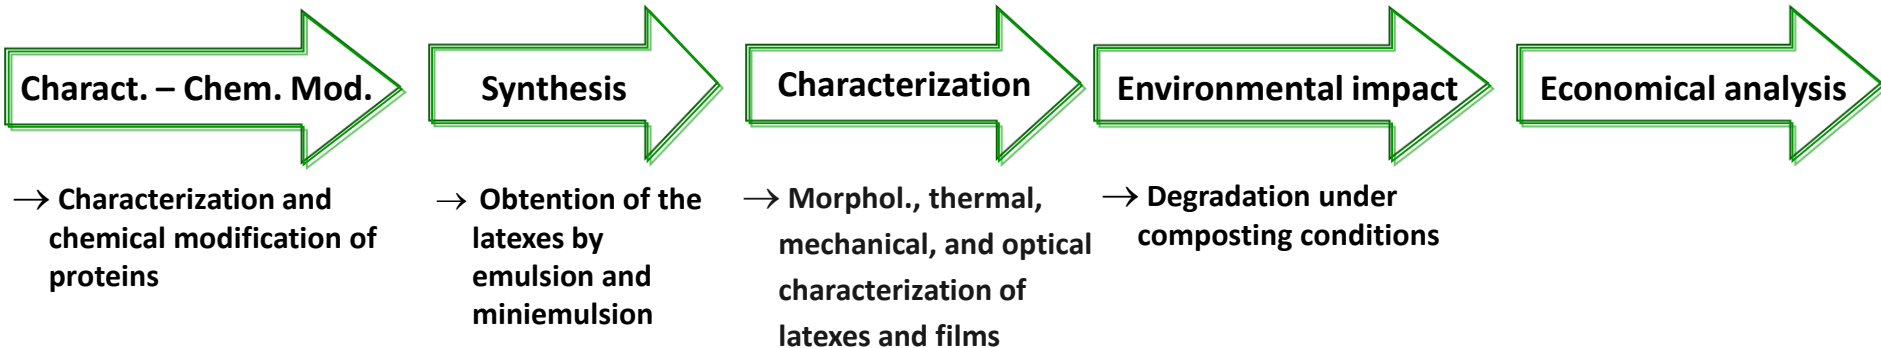 Charact. – Chem. Mod.
Synthesis
Characterization
Environmental impact
Economical analysis
→ Characterization and
chemical modification of
proteins
→ Obtention of the
latexes by
emulsion and
miniemulsion
→ Morphol., thermal,
mechanical, and optical
characterization of
latexes and films
→ Degradation under
composting conditions